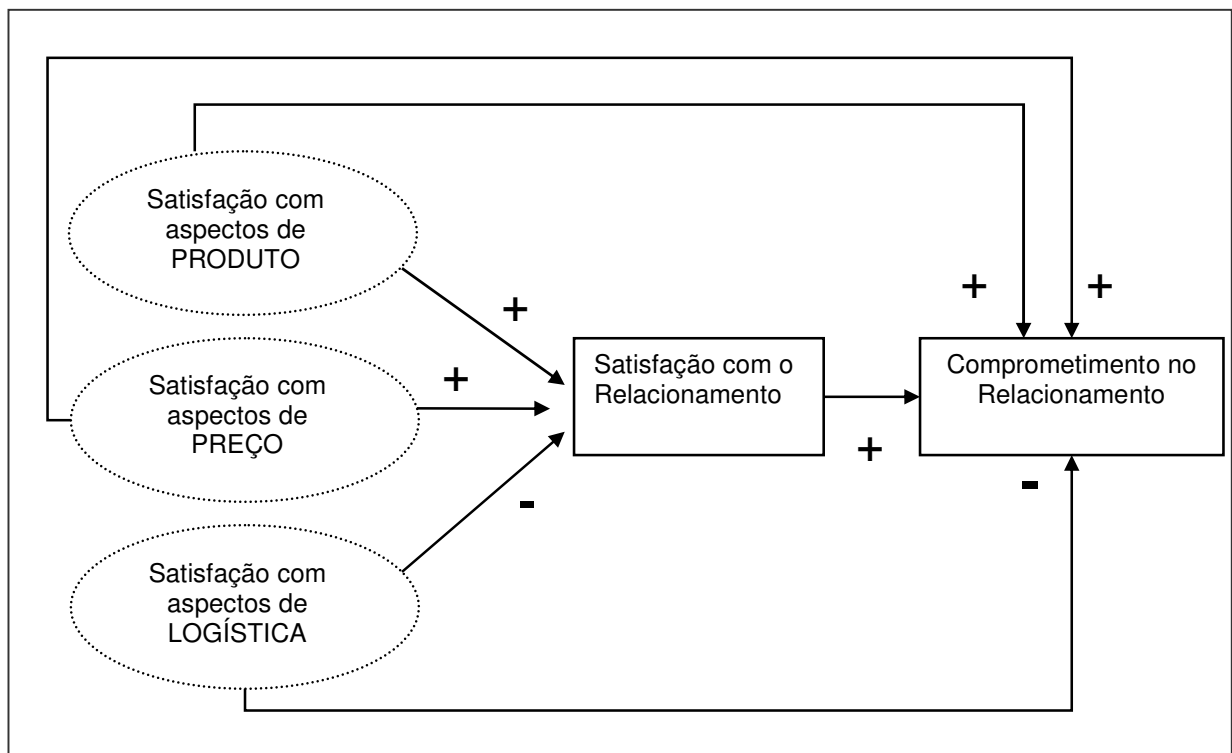 Satisfação com
aspectos de
PRODUTO
+
+
+
Satisfação com
aspectos de
PREÇO
+
Satisfação com o
Relacionamento
+
Comprometimento no
Relacionamento
-
-
Satisfação com
aspectos de
LOGÍSTICA